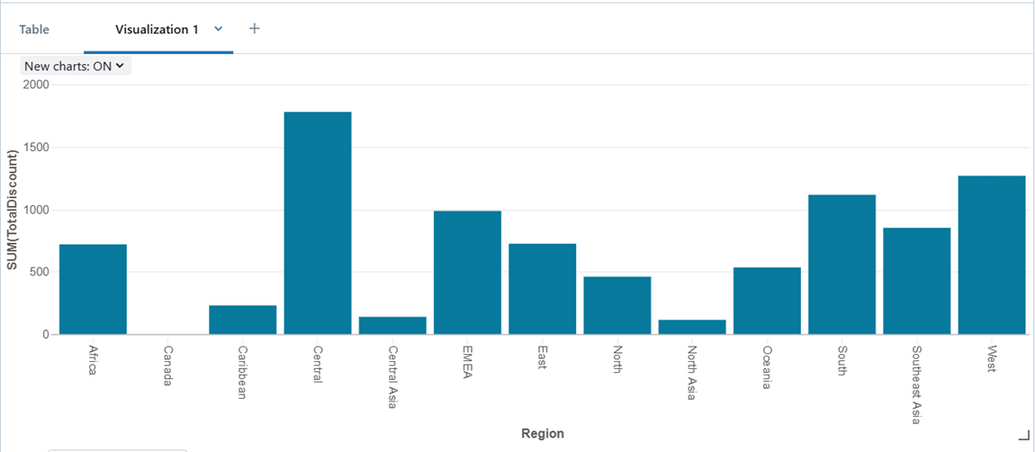 Table Visualization 1 +
New charts: ON
2000
1500
1000
500
0
SUM(TotalDiscount)
Africa
Canada
Caribbean
Central
Central Asia
EMEA
East
North
North Asia
Oceania
South
Southeast Asia
West
Region